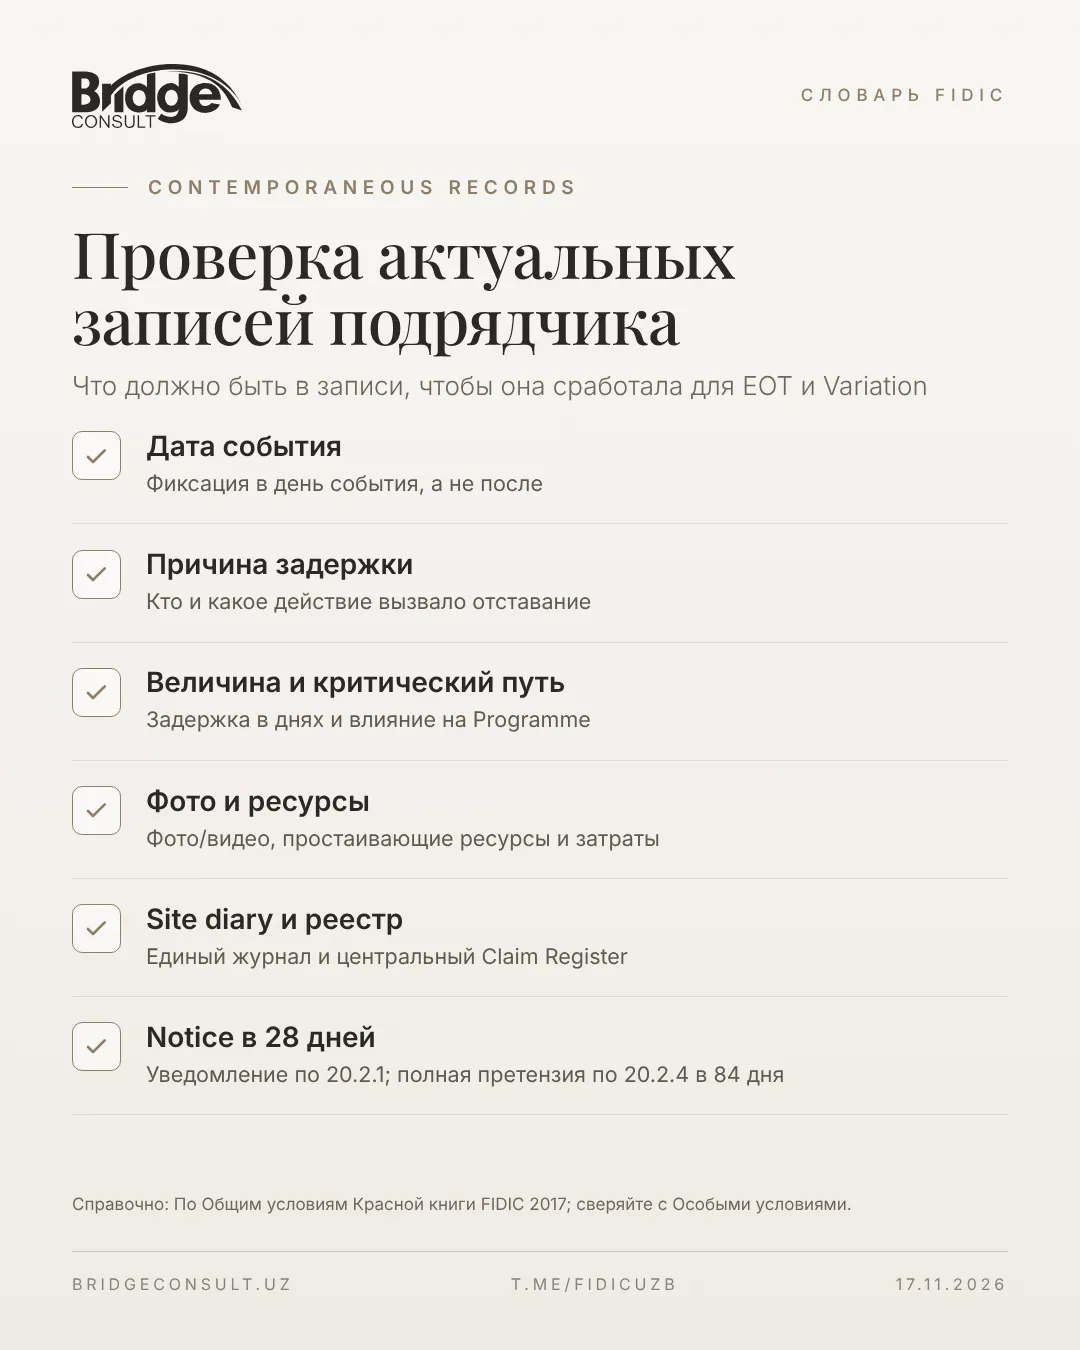 Bridge
CONSULT
СЛОВАРЬ FIDIC
CONTEMPORANEOUS RECORDS
Проверка актуальных
записей подрядчика
Что должно быть в записи, чтобы она сработала для EOT и Variation
Дата события
Фиксация в день события, а не после
Причина задержки
Кто и какое действие вызвало отставание
Величина и критический путь
Задержка в днях и влияние на Programme
Фото и ресурсы
Фото/видео, простаивающие ресурсы и затраты
Site diary и реестр
Единый журнал и центральный Claim Register
Notice в 28 дней
Уведомление по 20.2.1; полная претензия по 20.2.4 в 84 дня
Справочно: По Общим условиям Красной книги FIDIC 2017; сверяйте с Особыми условиями.
BRIDGECONSULT.UZ
T.ME/FIDICUZB
17.11.2026